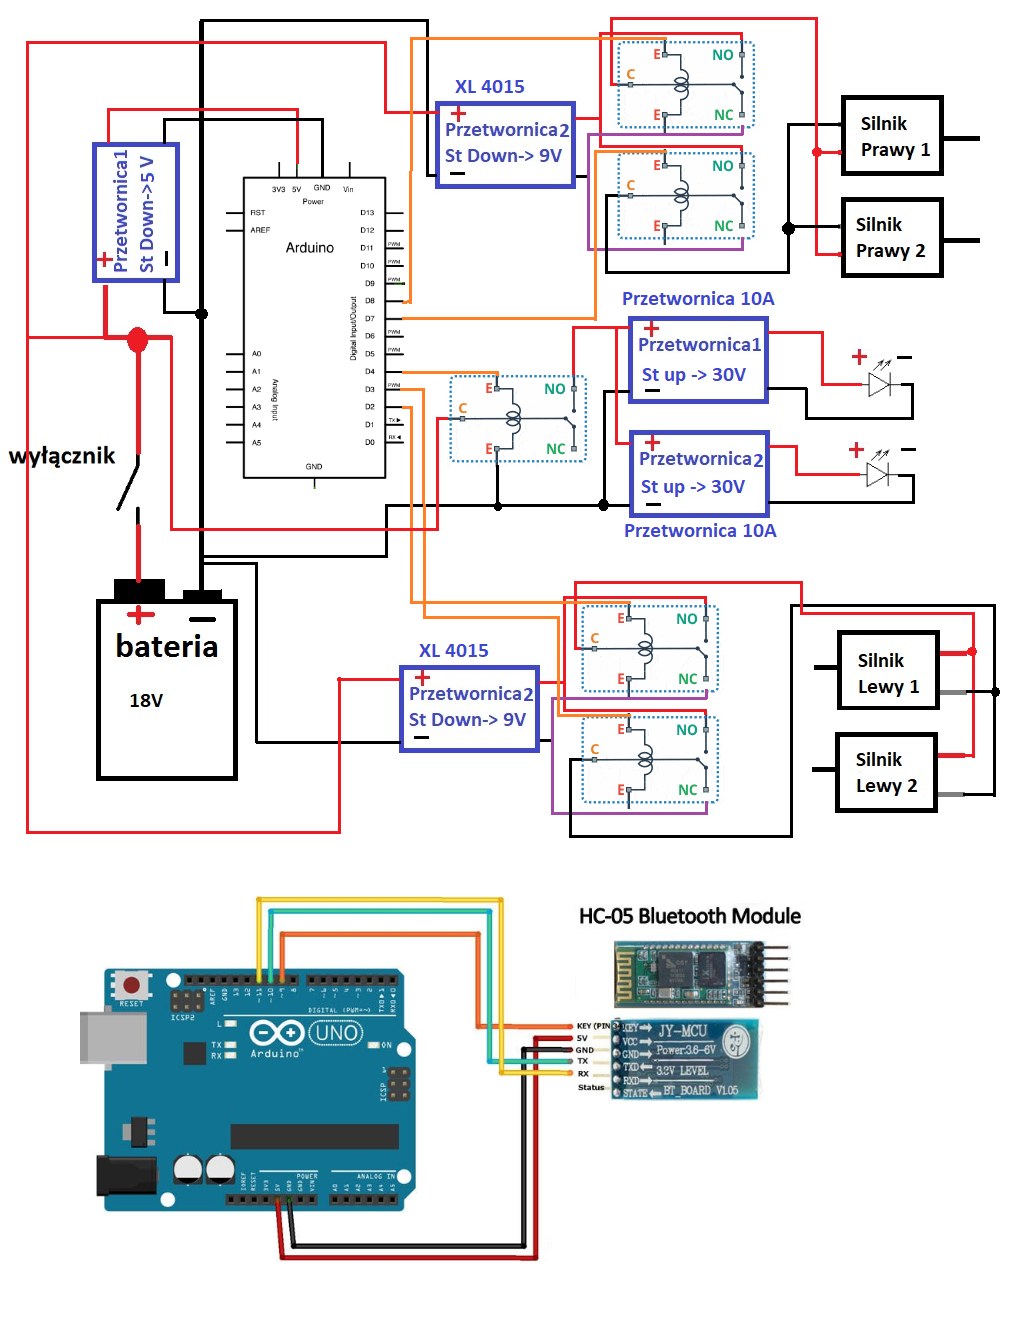 XL 4015
+
Przetwornica2
St Down-> 9V
E
NO
C
E
NC
E
NO
C
E
NC
Silnik
Prawy 1
Silnik
Prawy 2
Przetwornica1
St Down->5 V
+
3V3 5V GND Vin
Power
RST
AREF
Arduino
D13
D12
D11 PWM
D10 PWM
D9 PWM
D8
D7
D6 PWM
D5 PWM
D4
D3 PWM
D2
D1 TX
D0 RX
Digital Input/Output
A0
A1
A2
A3
A4
A5
Analog Input
GND
Przetwornica 10A
+
Przetwornica1
St up -> 30V
+
E
NO
C
E
NC
+
Przetwornica2
St up -> 30V
+
Przetwornica 10A
wyłącznik
+
bateria
18V
XL 4015
+
Przetwornica2
St Down-> 9V
E
NO
C
E
NC
E
NO
C
E
NC
Silnik
Lewy 1
Silnik
Lewy 2
HC-05 Bluetooth Module
RESET
ICSP2
AREF
GND
13
12
~11
~10
~9
8
7
~6
~5
4
~3
2
TXD 1
RXD 0
DIGITAL (PWM~)
L
TX
RX
Arduino
UNO
ON
ICSP
1
IOREF
RESET
3V3
5V
GND
GND
VIN
POWER
ANALOG IN
A0
A1
A2
A3
A4
A5
KEY (PIN
5V
GND
TX
RX
Status
KEY
VCC
GND
TXD
RXD
STATE
JY-MCU
Power:3.6–6V
3.3V LEVEL
BT_BOARD V1.05